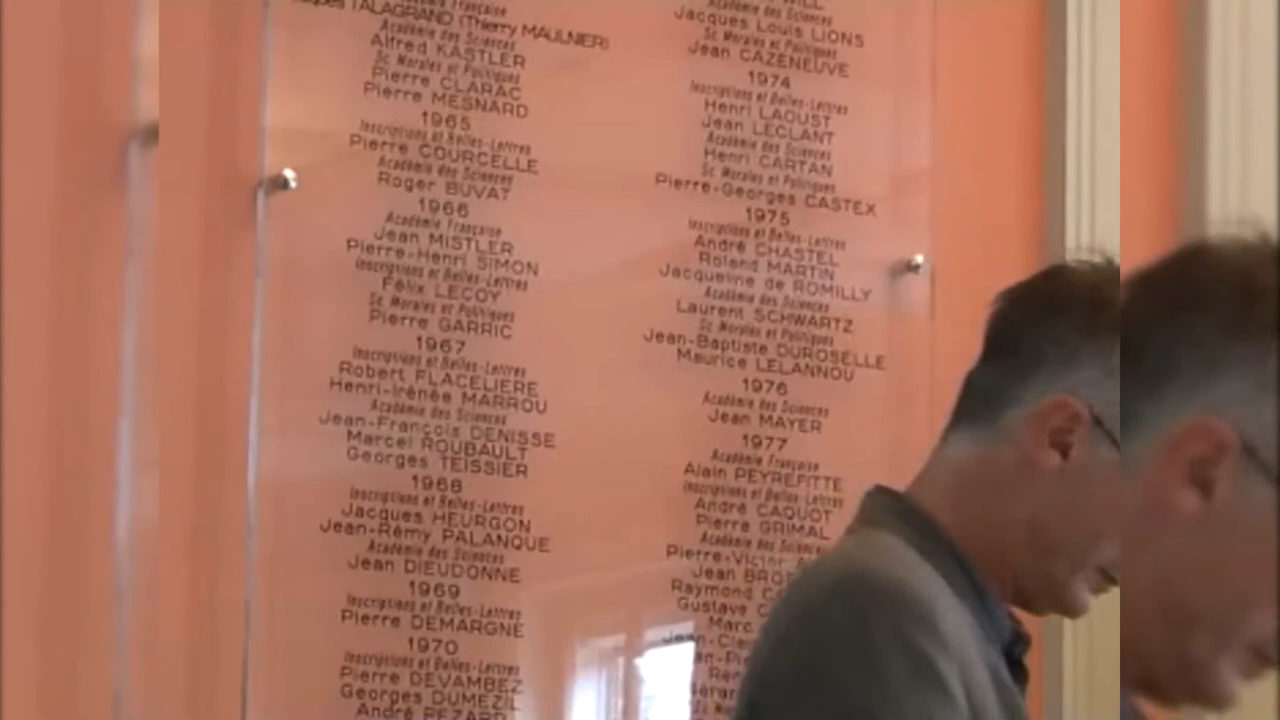 Académie Française
TALAGRAND (Thierry MAULNIER)
Académie des Sciences
Alfred KASTLER
Sc. Morales et Politiques
Pierre CLARAC
Pierre MESNARD
1965
Inscriptions et Belles-Lettres
Pierre COURCELLE
Académie des Sciences
Roger BUVAT
1966
Académie Française
Jean MISTLER
Pierre-Henri SIMON
Inscriptions et Belles-Lettres
Félix LECOY
Sc. Morales et Politiques
Pierre GARRIC
1967
Inscriptions et Belles-Lettres
Robert FLACELIERE
Henri-Irénée MARROU
Académie des Sciences
Jean-François DENISSE
Marcel ROUBAULT
Georges TEISSIER
1968
Inscriptions et Belles-Lettres
Jacques HEURGON
Jean-Rémy PALANQUE
Académie des Sciences
Jean DIEUDONNE
1969
Inscriptions et Belles-Lettres
Pierre DEMARGNE
1970
Inscriptions et Belles-Lettres
Pierre DEVAMBEZ
Georges DUMEZIL
André PEZARD
Académie des Sciences
Jacques Louis LIONS
Sc. Morales et Politiques
Jean CAZENEUVE
1974
Inscriptions et Belles-Lettres
Henri LAOUST
Jean LECLANT
Académie des Sciences
Henri CARTAN
Sc. Morales et Politiques
Pierre-Georges CASTEX
1975
Inscriptions et Belles-Lettres
André CHASTEL
Roland MARTIN
Jacqueline de ROMILLY
Académie des Sciences
Laurent SCHWARTZ
Sc. Morales et Politiques
Jean-Baptiste DUROSELLE
Maurice LELANNOU
1976
Académie des Sciences
Jean MAYER
1977
Académie Française
Alain PEYREFITTE
Inscriptions et Belles-Lettres
André CAQUOT
Pierre GRIMAL
Académie des Sciences
Pierre-Victor
Jean
Raymond
Gustave
Marc